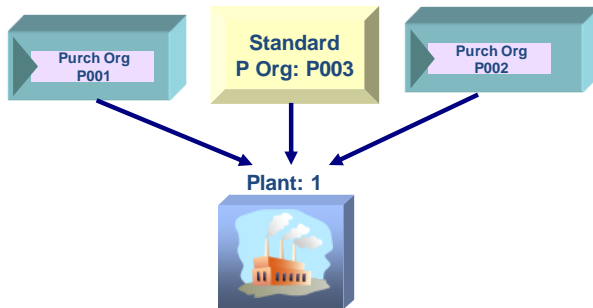 Purch Org
P001
Standard
P Org: P003
Purch Org
P002
Plant: 1